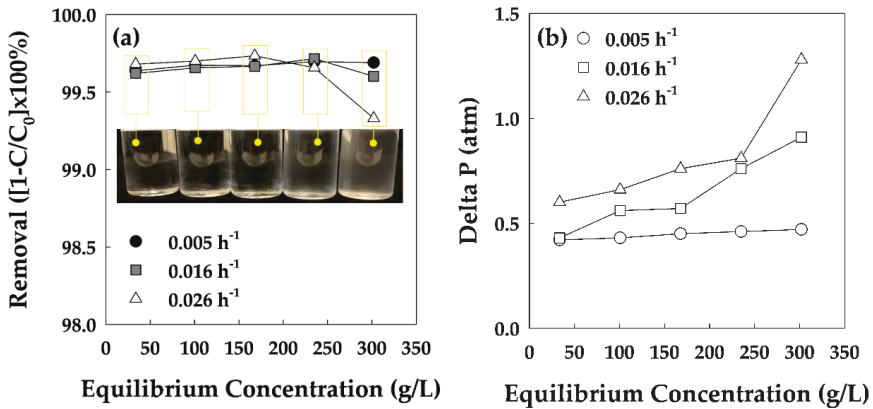 (a)
Removal ([1-C/C0]x100%)
100.0
99.5
99.0
98.5
98.0
0.005 h-1
0.016 h-1
0.026 h-1
0 50 100 150 200 250 300 350
Equilibrium Concentration (g/L)
(b)
Delta P (atm)
1.5
1.0
0.5
0.0
0.005 h-1
0.016 h-1
0.026 h-1
0 50 100 150 200 250 300 350
Equilibrium Concentration (g/L)